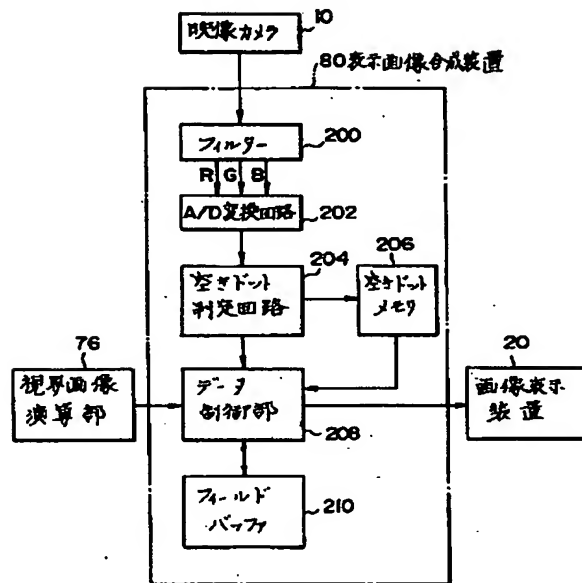 映像カメラ
10
80表示画像合成装置
フィルター
200
R G B
A/D変換回路
202
空きドット
判定回路
204
空きドット
メモリ
206
76
視界画像
演算部
データ
制御部
208
20
画像表示
装置
フィールド
バッファ
210